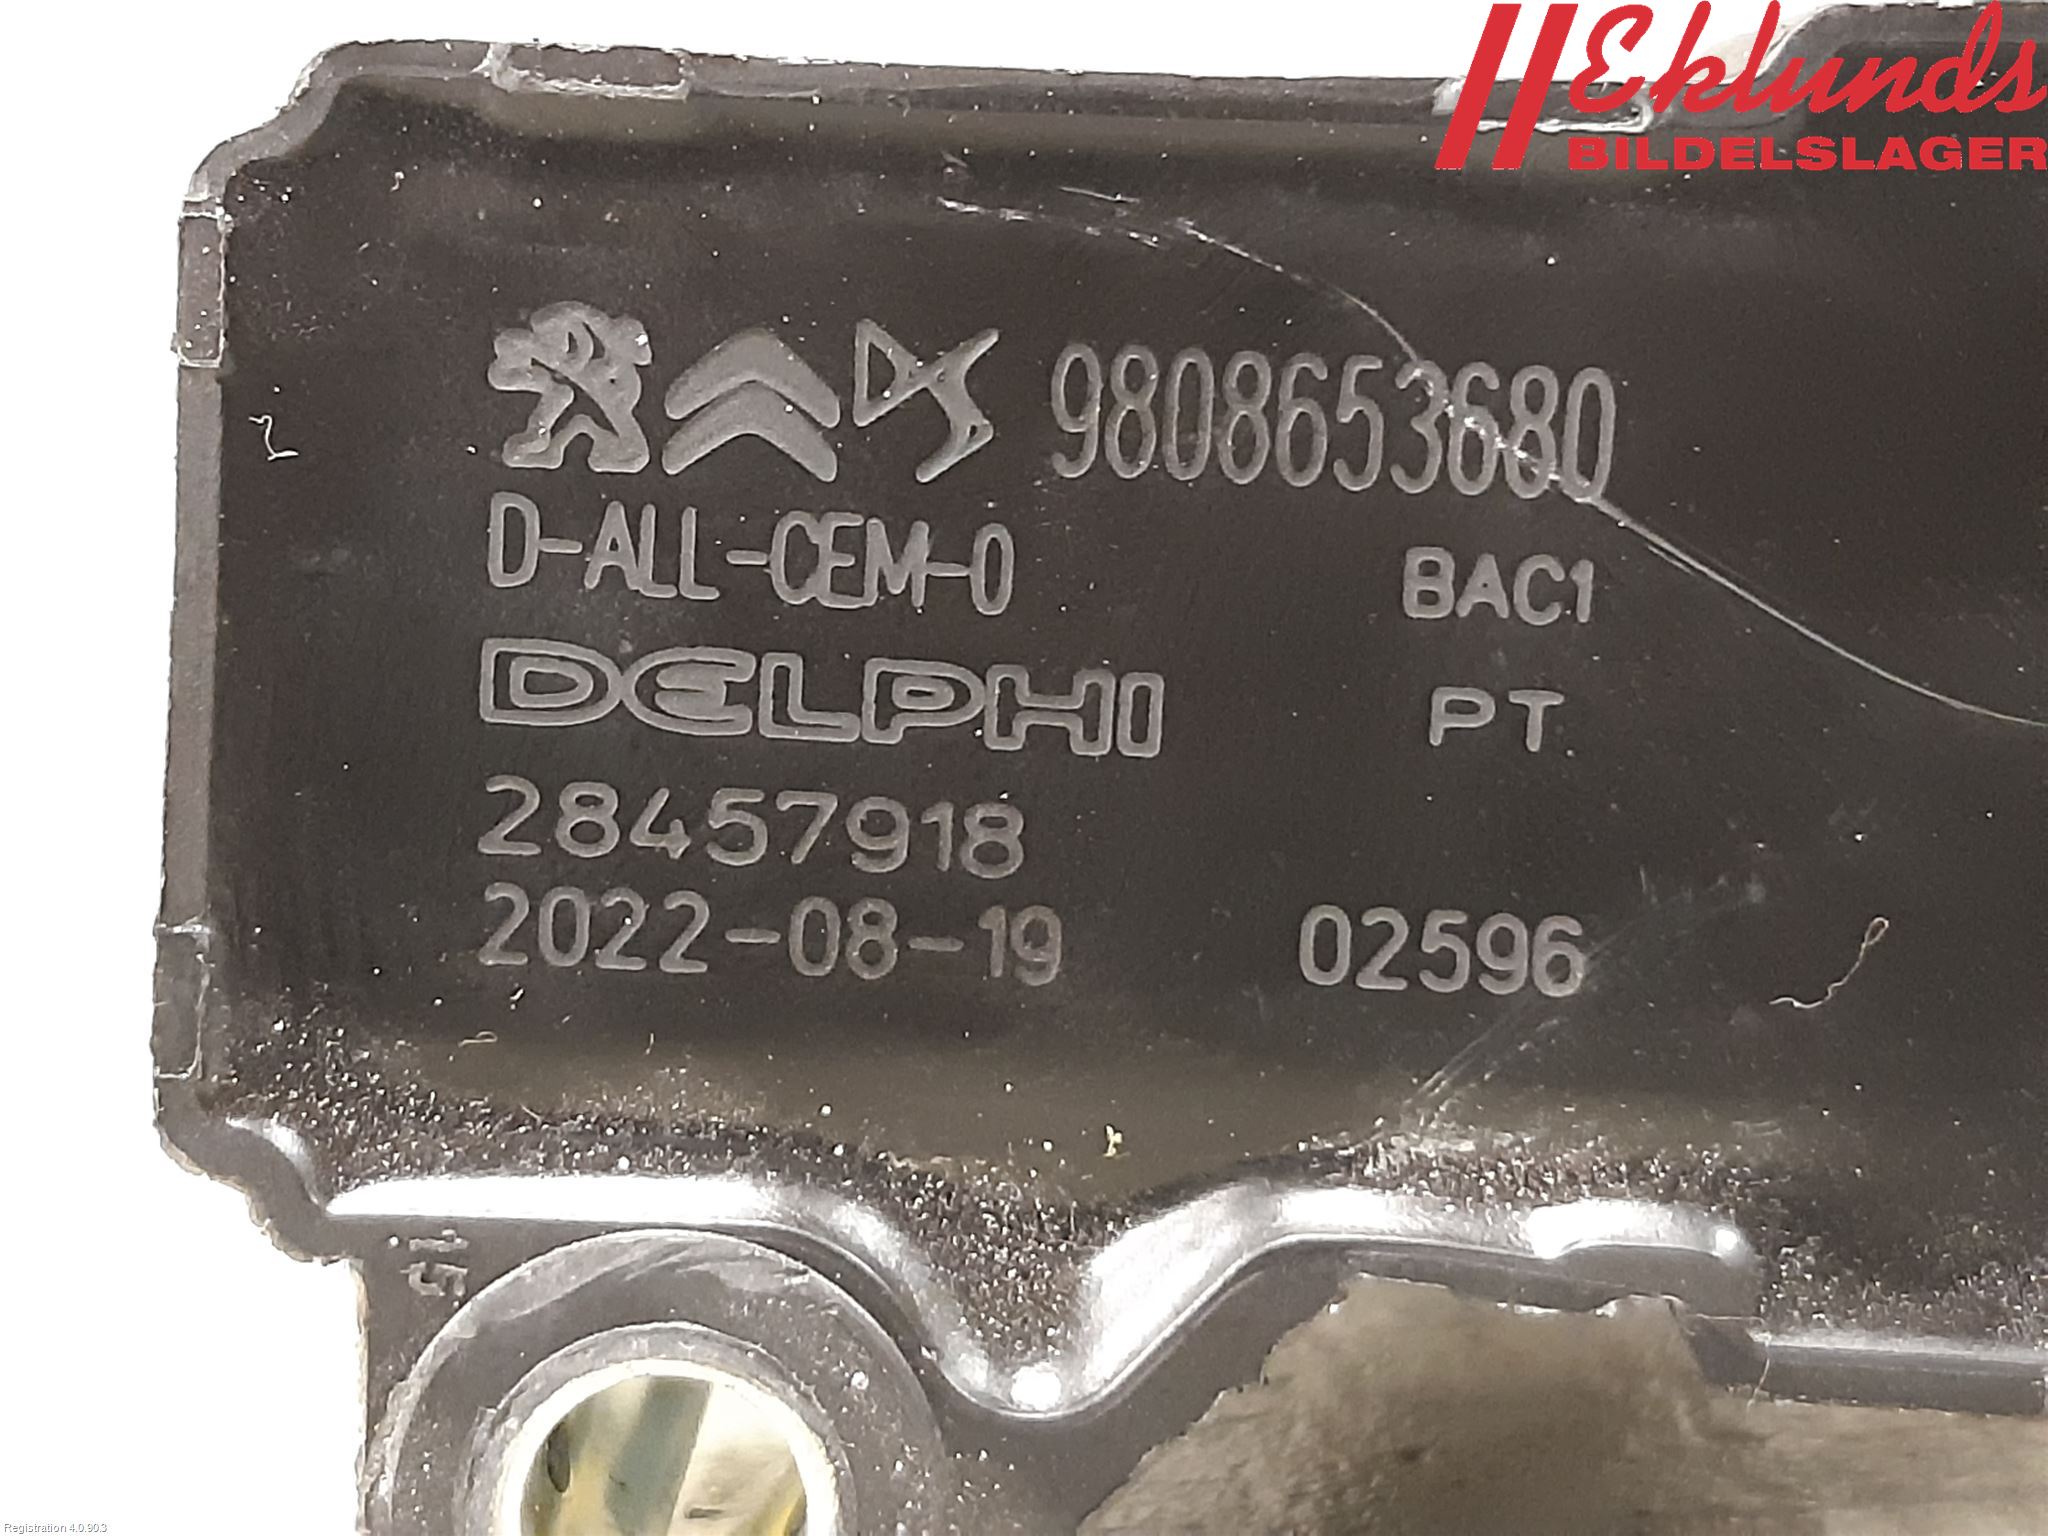 Eklunds
BILDELSLAGER
DS 9808653680
D-ALL-CEM-0 BAC1
DELPHI PT
28457918
2022-08-19 02596
Registration 4.0.90.3